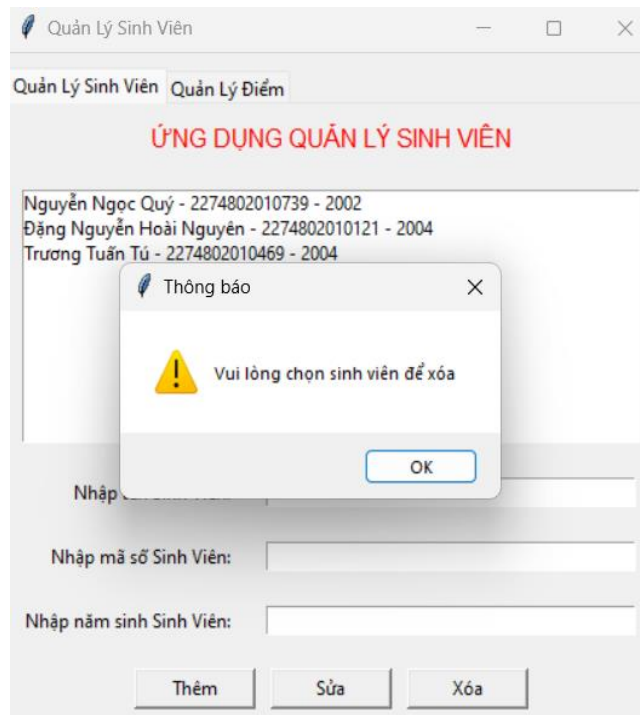 Quản Lý Sinh Viên
Quản Lý Sinh Viên Quản Lý Điểm
ỨNG DỤNG QUẢN LÝ SINH VIÊN
Nguyễn Ngọc Quý - 2274802010739 - 2002
Đặng Nguyễn Hoài Nguyên - 2274802010121 - 2004
Trương Tuấn Tú - 2274802010469 - 2004
Thông báo
Vui lòng chọn sinh viên để xóa
OK
Nhập
Nhập mã số Sinh Viên:
Nhập năm sinh Sinh Viên:
Thêm Sửa Xóa